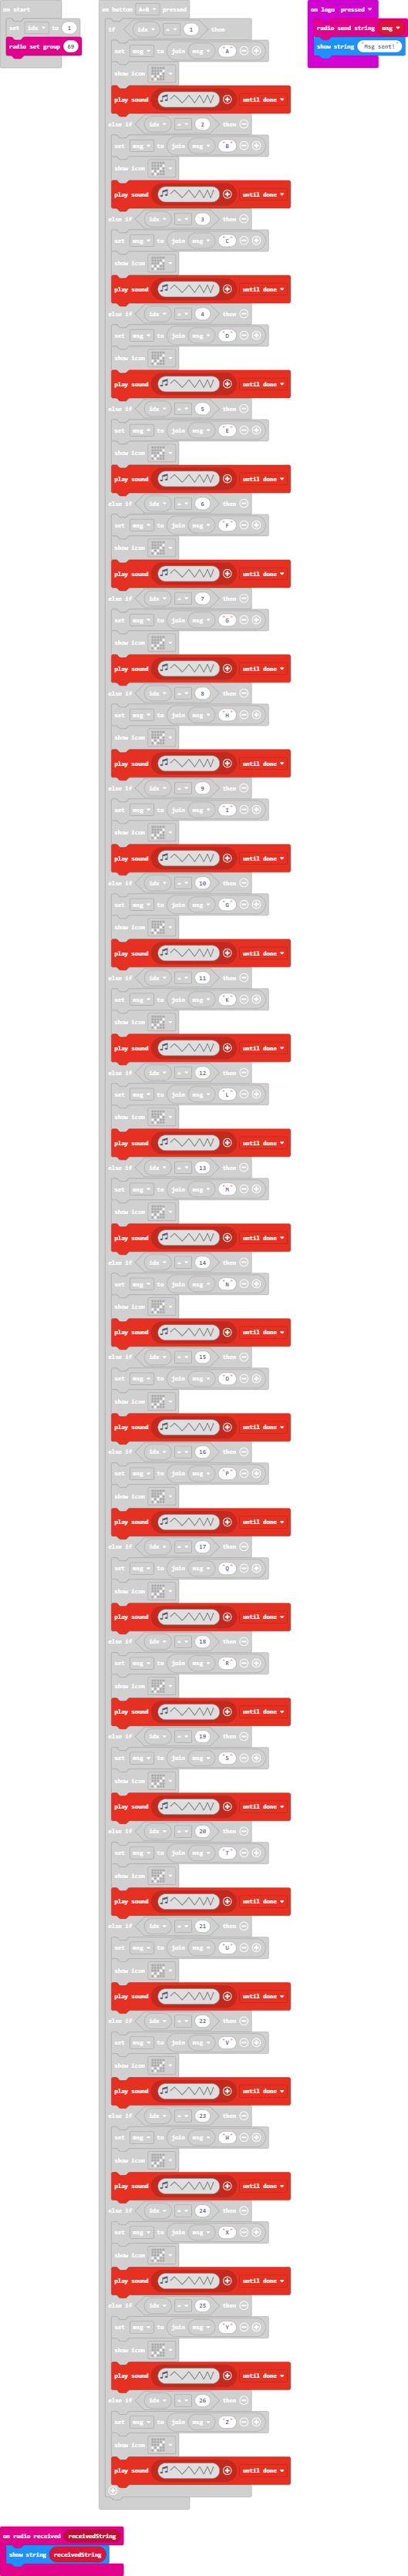 on start
set idx to 1
radio set group 69
on button A+B pressed
if idx = 1 then
set msg to join msg "A"
show icon
play sound until done
else if idx = 2 then
set msg to join msg "B"
show icon
play sound until done
else if idx = 3 then
set msg to join msg "C"
show icon
play sound until done
else if idx = 4 then
set msg to join msg "D"
show icon
play sound until done
else if idx = 5 then
set msg to join msg "E"
show icon
play sound until done
else if idx = 6 then
set msg to join msg "F"
show icon
play sound until done
else if idx = 7 then
set msg to join msg "G"
show icon
play sound until done
else if idx = 8 then
set msg to join msg "H"
show icon
play sound until done
else if idx = 9 then
set msg to join msg "I"
show icon
play sound until done
else if idx = 10 then
set msg to join msg "G"
show icon
play sound until done
else if idx = 11 then
set msg to join msg "K"
show icon
play sound until done
else if idx = 12 then
set msg to join msg "L"
show icon
play sound until done
else if idx = 13 then
set msg to join msg "M"
show icon
play sound until done
else if idx = 14 then
set msg to join msg "N"
show icon
play sound until done
else if idx = 15 then
set msg to join msg "O"
show icon
play sound until done
else if idx = 16 then
set msg to join msg "P"
show icon
play sound until done
else if idx = 17 then
set msg to join msg "Q"
show icon
play sound until done
else if idx = 18 then
set msg to join msg "R"
show icon
play sound until done
else if idx = 19 then
set msg to join msg "S"
show icon
play sound until done
else if idx = 20 then
set msg to join msg "T"
show icon
play sound until done
else if idx = 21 then
set msg to join msg "U"
show icon
play sound until done
else if idx = 22 then
set msg to join msg "V"
show icon
play sound until done
else if idx = 23 then
set msg to join msg "W"
show icon
play sound until done
else if idx = 24 then
set msg to join msg "X"
show icon
play sound until done
else if idx = 25 then
set msg to join msg "Y"
show icon
play sound until done
else if idx = 26 then
set msg to join msg "Z"
show icon
play sound until done
on logo pressed
radio send string msg
show string "Msg sent!"
on radio received receivedString
show string receivedString